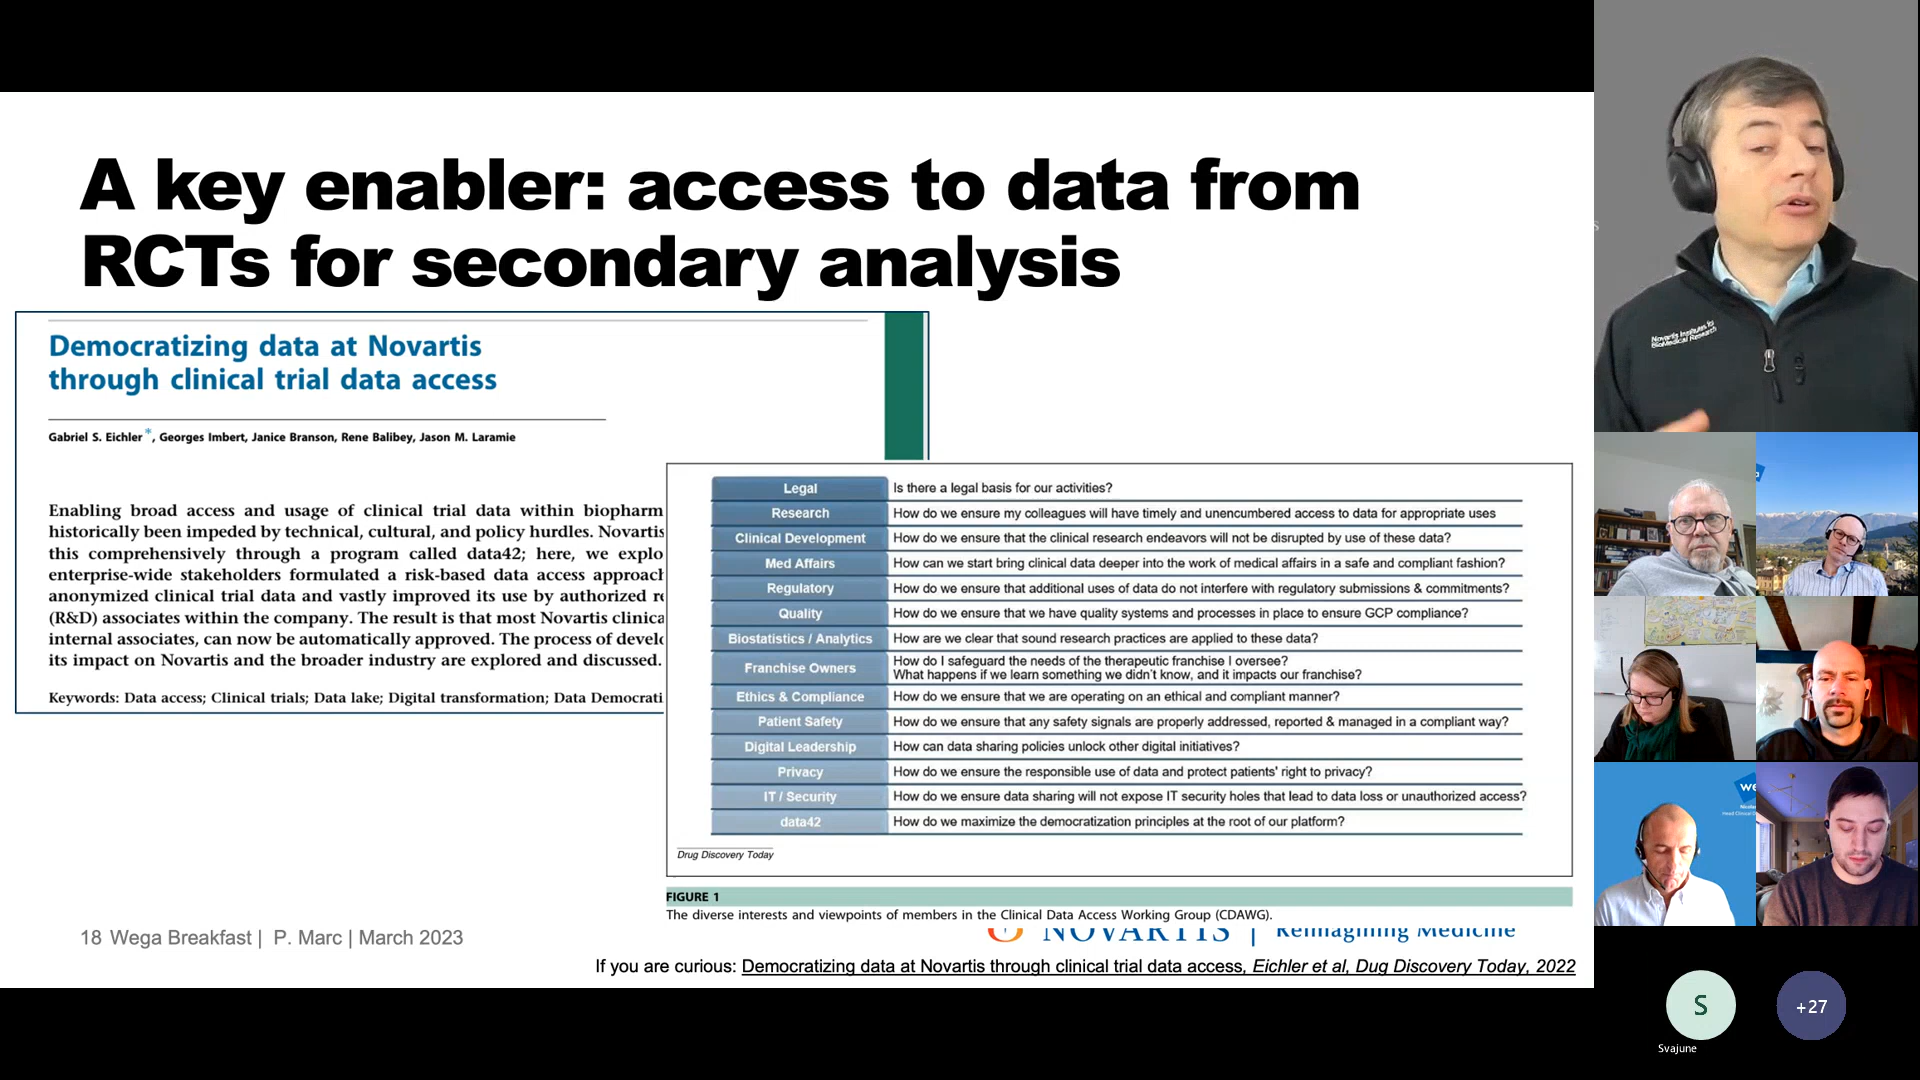 A key enabler: access to data from
RCTs for secondary analysis
Democratizing data at Novartis
through clinical trial data access
Gabriel S. Eichler *, Georges Imbert, Janice Branson, Rene Balibey, Jason M. Laramie
Enabling broad access and usage of clinical trial data within biopharm
historically been impeded by technical, cultural, and policy hurdles. Novartis
this comprehensively through a program called data42; here, we explo
enterprise-wide stakeholders formulated a risk-based data access approach
anonymized clinical trial data and vastly improved its use by authorized re
(R&D) associates within the company. The result is that most Novartis clinica
internal associates, can now be automatically approved. The process of develo
its impact on Novartis and the broader industry are explored and discussed.
Keywords: Data access; Clinical trials; Data lake; Digital transformation; Data Democrati
Legal Is there a legal basis for our activities?
Research How do we ensure my colleagues will have timely and unencumbered access to data for appropriate uses
Clinical Development How do we ensure that the clinical research endeavors will not be disrupted by use of these data?
Med Affairs How can we start bring clinical data deeper into the work of medical affairs in a safe and compliant fashion?
Regulatory How do we ensure that additional uses of data do not interfere with regulatory submissions & commitments?
Quality How do we ensure that we have quality systems and processes in place to ensure GCP compliance?
Biostatistics / Analytics How are we clear that sound research practices are applied to these data?
Franchise Owners How do I safeguard the needs of the therapeutic franchise I oversee?
What happens if we learn something we didn't know, and it impacts our franchise?
Ethics & Compliance How do we ensure that we are operating on an ethical and compliant manner?
Patient Safety How do we ensure that any safety signals are properly addressed, reported & managed in a compliant way?
Digital Leadership How can data sharing policies unlock other digital initiatives?
Privacy How do we ensure the responsible use of data and protect patients' right to privacy?
IT / Security How do we ensure data sharing will not expose IT security holes that lead to data loss or unauthorized access?
data42 How do we maximize the democratization principles at the root of our platform?
Drug Discovery Today
FIGURE 1
The diverse interests and viewpoints of members in the Clinical Data Access Working Group (CDAWG).
18 Wega Breakfast | P. Marc | March 2023
NOVARTIS | Reimagining Medicine
If you are curious: Democratizing data at Novartis through clinical trial data access, Eichler et al, Dug Discovery Today, 2022
Novartis Institutes for
BioMedical Research
we
S
Svajune
+27